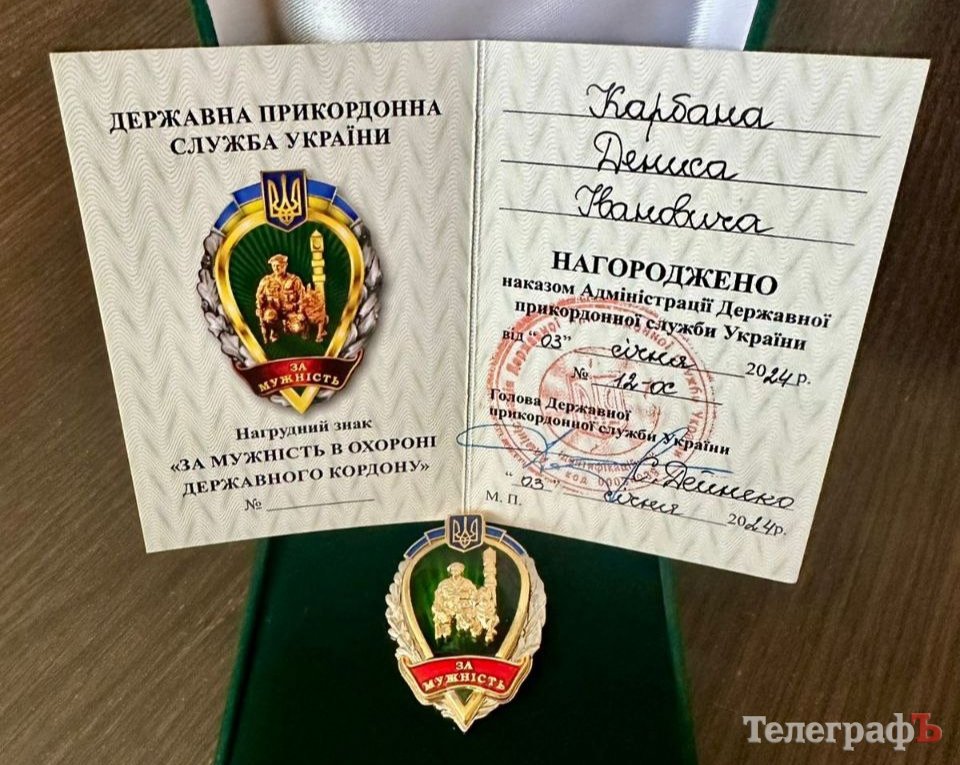 ДЕРЖАВНА ПРИКОРДОННА
СЛУЖБА УКРАЇНИ
ЗА
МУЖНІСТЬ
Нагрудний знак
«ЗА МУЖНІСТЬ В ОХОРОНІ
ДЕРЖАВНОГО КОРДОНУ»
№
Карбана
Дениса
Івановича
НАГОРОДЖЕНО
наказом Адміністрації Державної
прикордонної служби України
від “03” січня 2024 р.
№ 12-ос
Голова Державної
прикордонної служби України
С. Дейнеко
“03” січня 2024р.
М. П.
ЗА
МУЖНІСТЬ
ТелеграфЪ